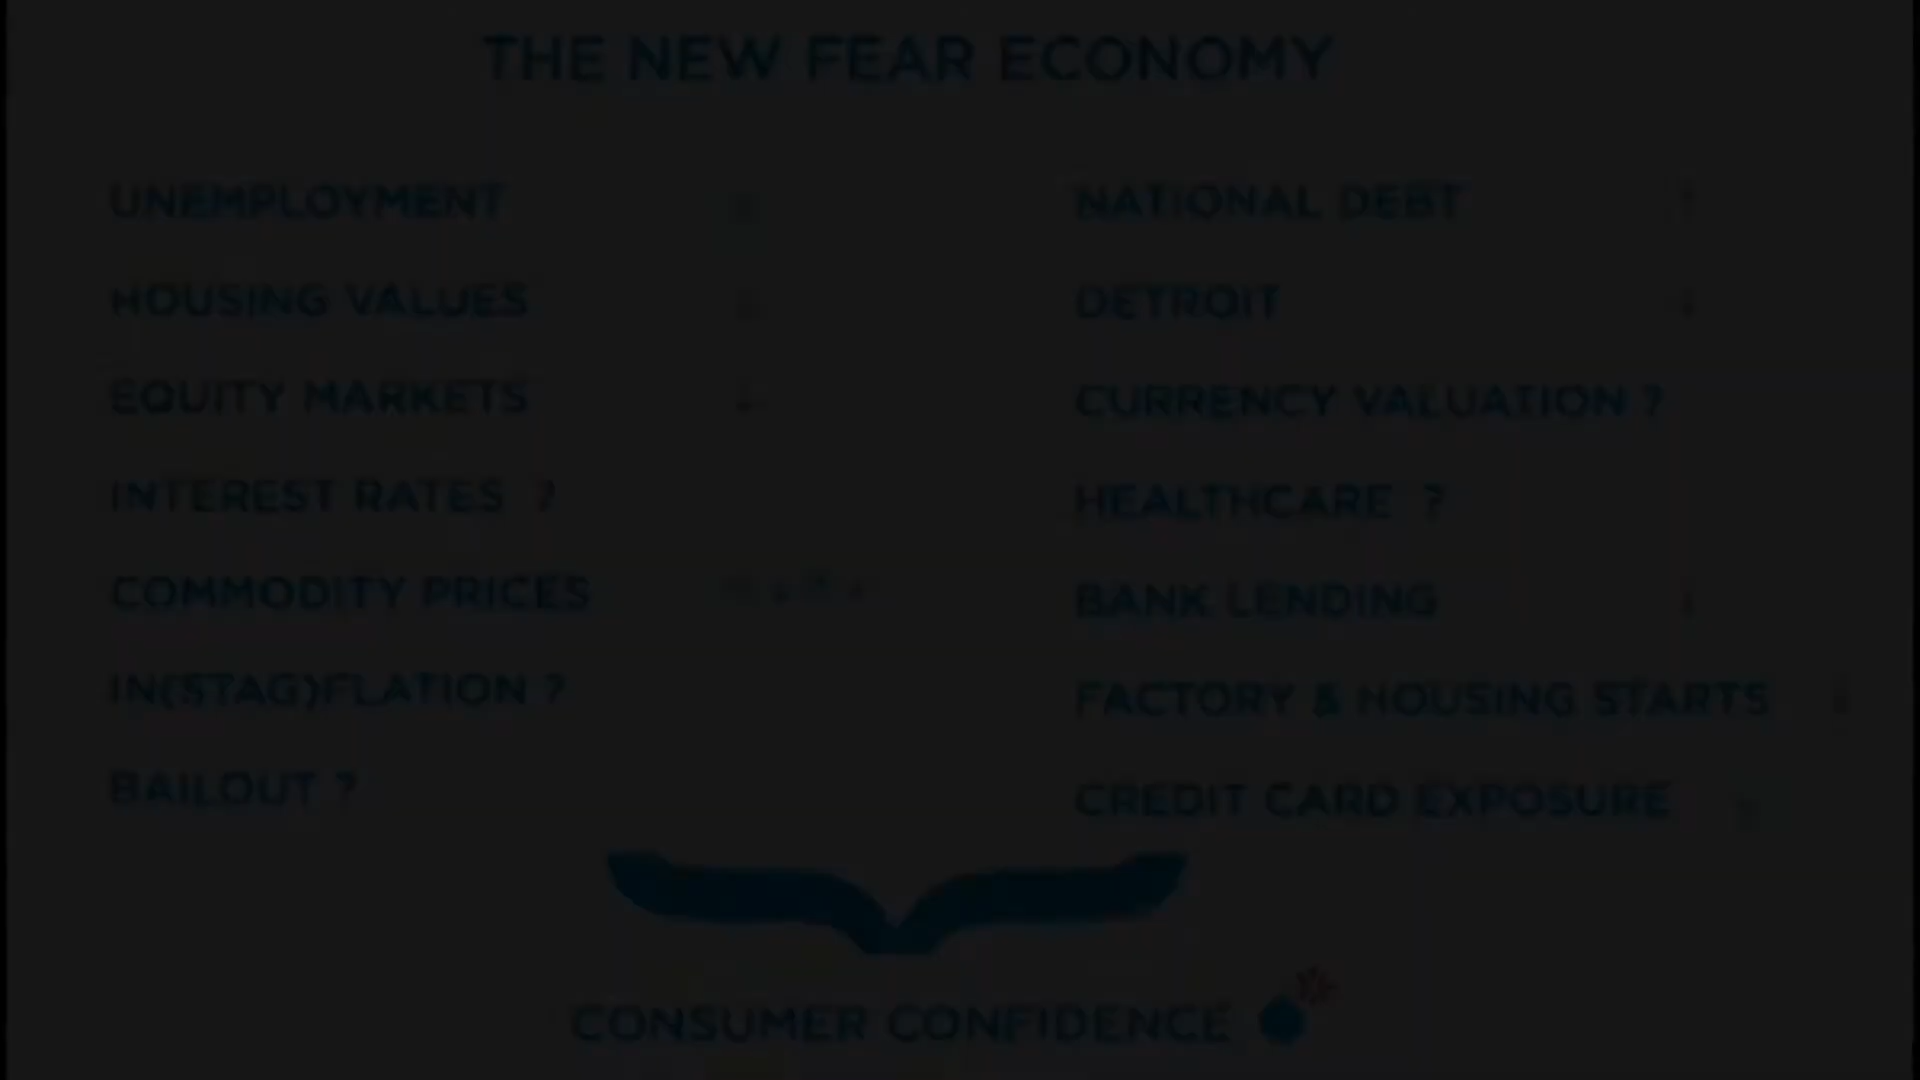 THE NEW FEAR ECONOMY
UNEMPLOYMENT
HOUSING VALUES
EQUITY MARKETS
INTEREST RATES ?
COMMODITY PRICES
IN(STAG)FLATION ?
BAILOUT ?
NATIONAL DEBT
DETROIT
CURRENCY VALUATION ?
HEALTHCARE ?
BANK LENDING
FACTORY & HOUSING STARTS
CREDIT CARD EXPOSURE
CONSUMER CONFIDENCE